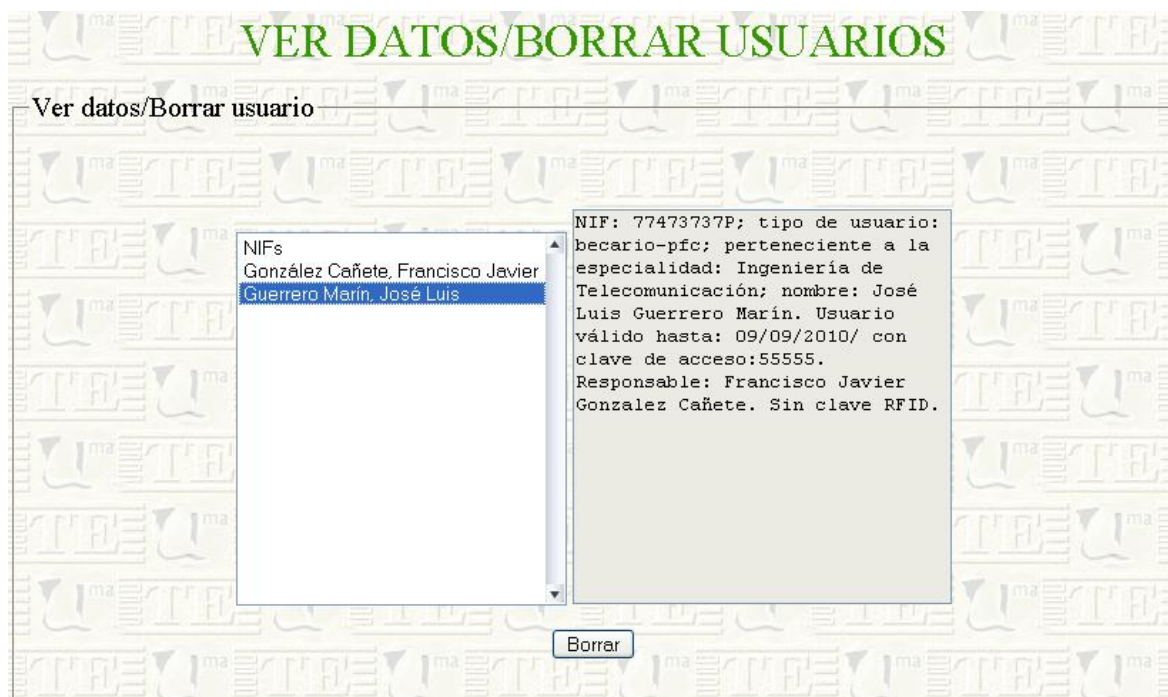 VER DATOS/BORRAR USUARIOS
Ver datos/Borrar usuario
NIFs
González Cañete, Francisco Javier
Guerrero Marín, José Luis
NIF: 77473737P; tipo de usuario:
becario-pfc; perteneciente a la
especialidad: Ingeniería de
Telecomunicación; nombre: José
Luis Guerrero Marín. Usuario
válido hasta: 09/09/2010/ con
clave de acceso:55555.
Responsable: Francisco Javier
Gonzalez Cañete. Sin clave RFID.
Borrar